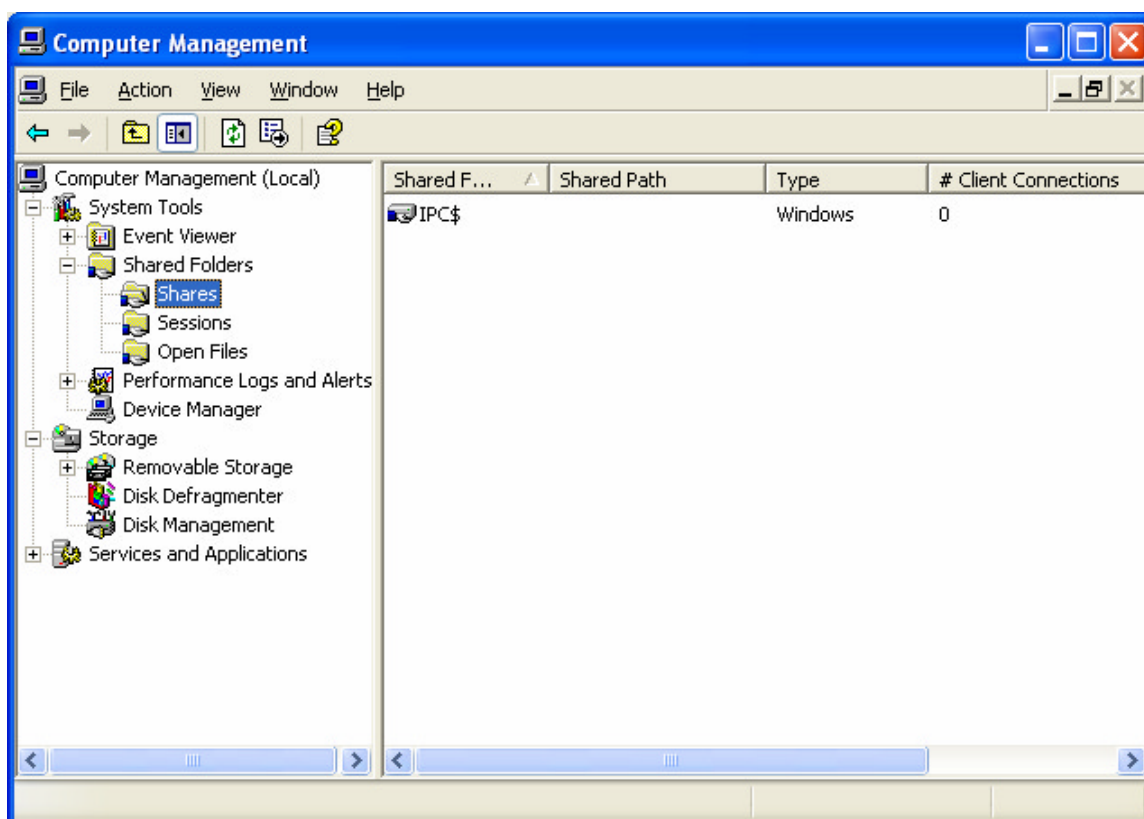 Computer Management
File Action View Window Help
Computer Management (Local)
System Tools
Event Viewer
Shared Folders
Shares
Sessions
Open Files
Performance Logs and Alerts
Device Manager
Storage
Removable Storage
Disk Defragmenter
Disk Management
Services and Applications
Shared F... Shared Path Type # Client Connections
IPC$ Windows 0